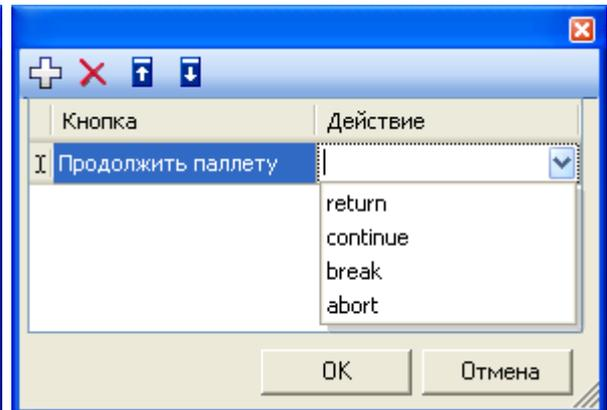 Кнопка Действие
Продолжить паллету
return
continue
break
abort
OK Отмена